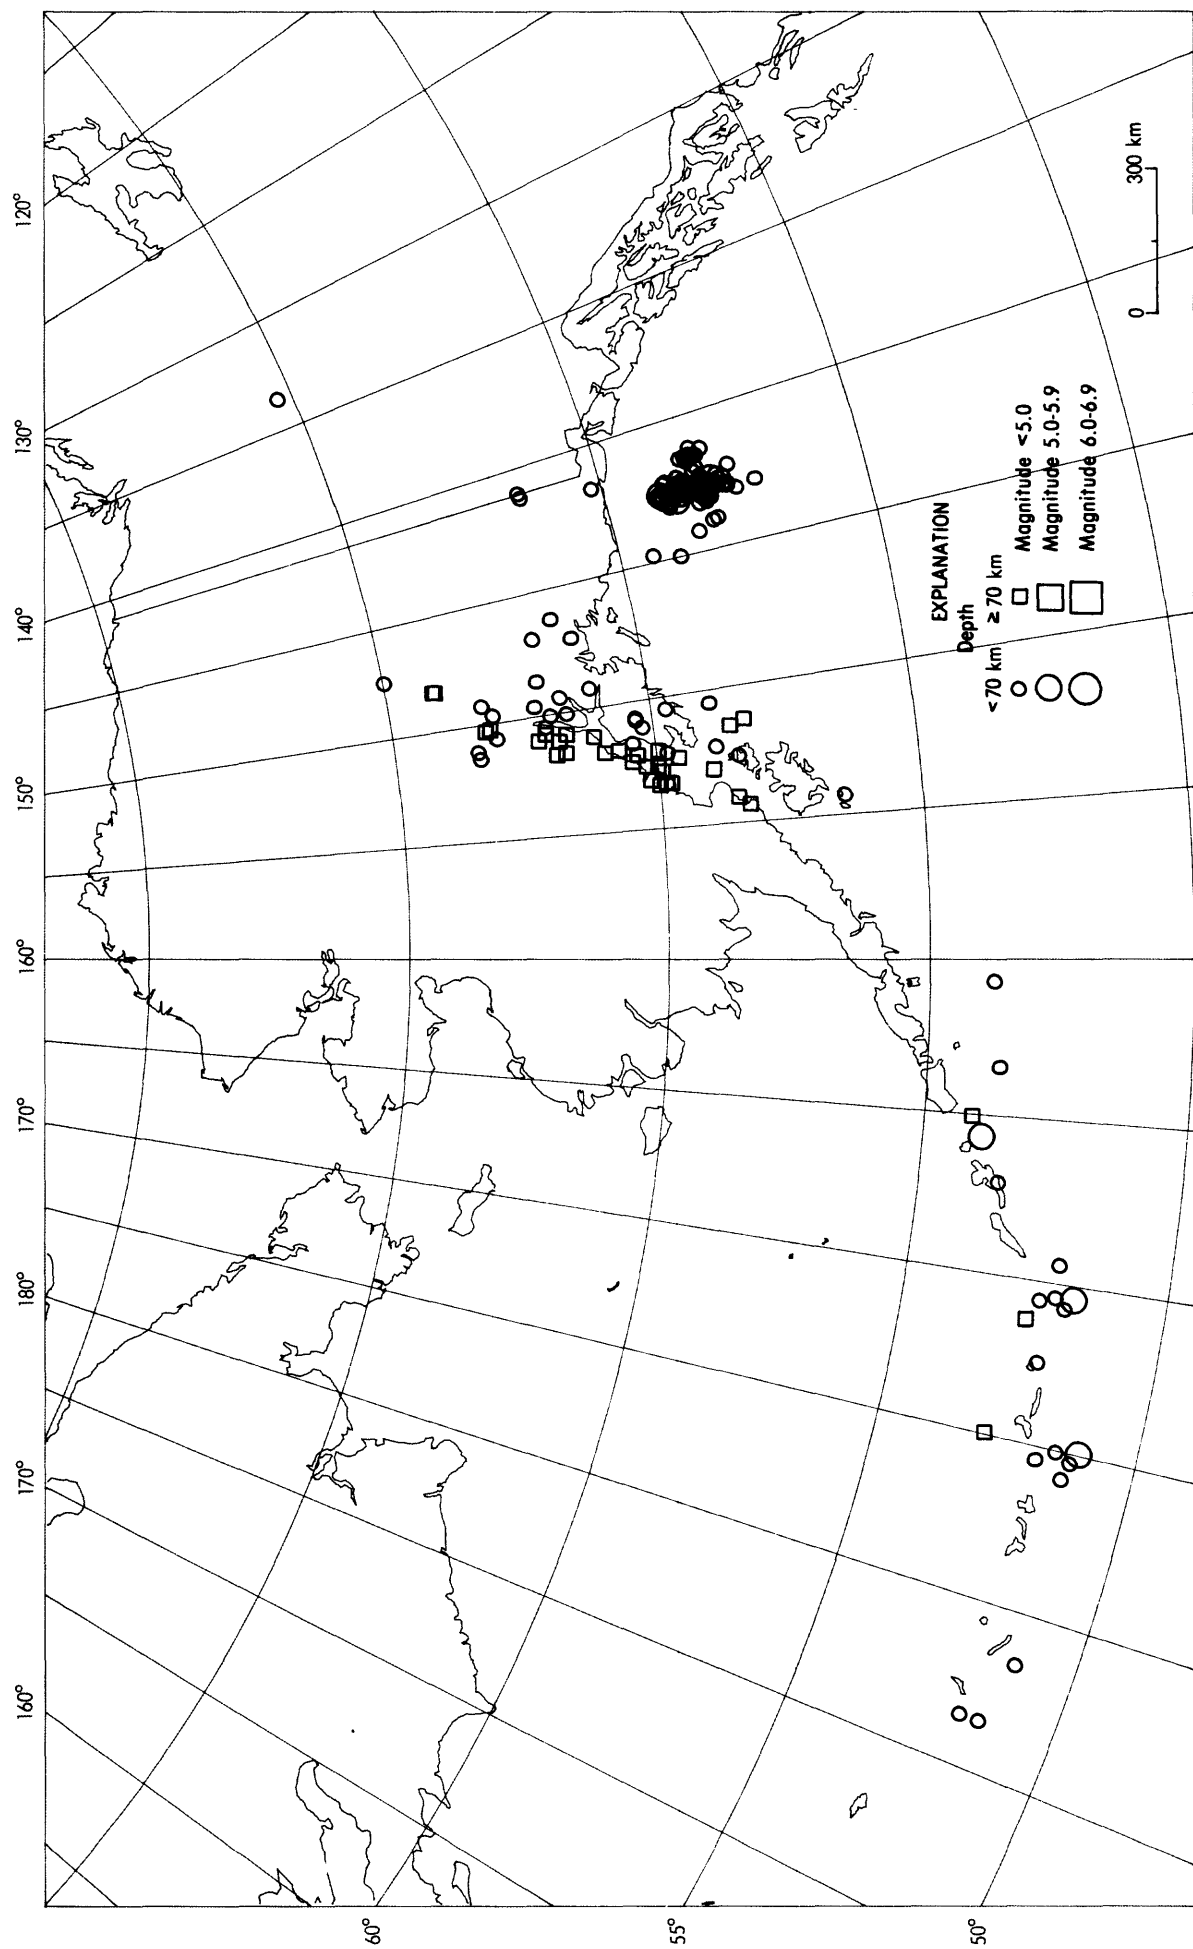 120°
130°
140°
150°
160°
170°
180°
170°
160°
60°
55°
50°
EXPLANATION
Depth
<70 km ≥70 km
Magnitude <5.0
Magnitude 5.0-5.9
Magnitude 6.0-6.9
0 300 km